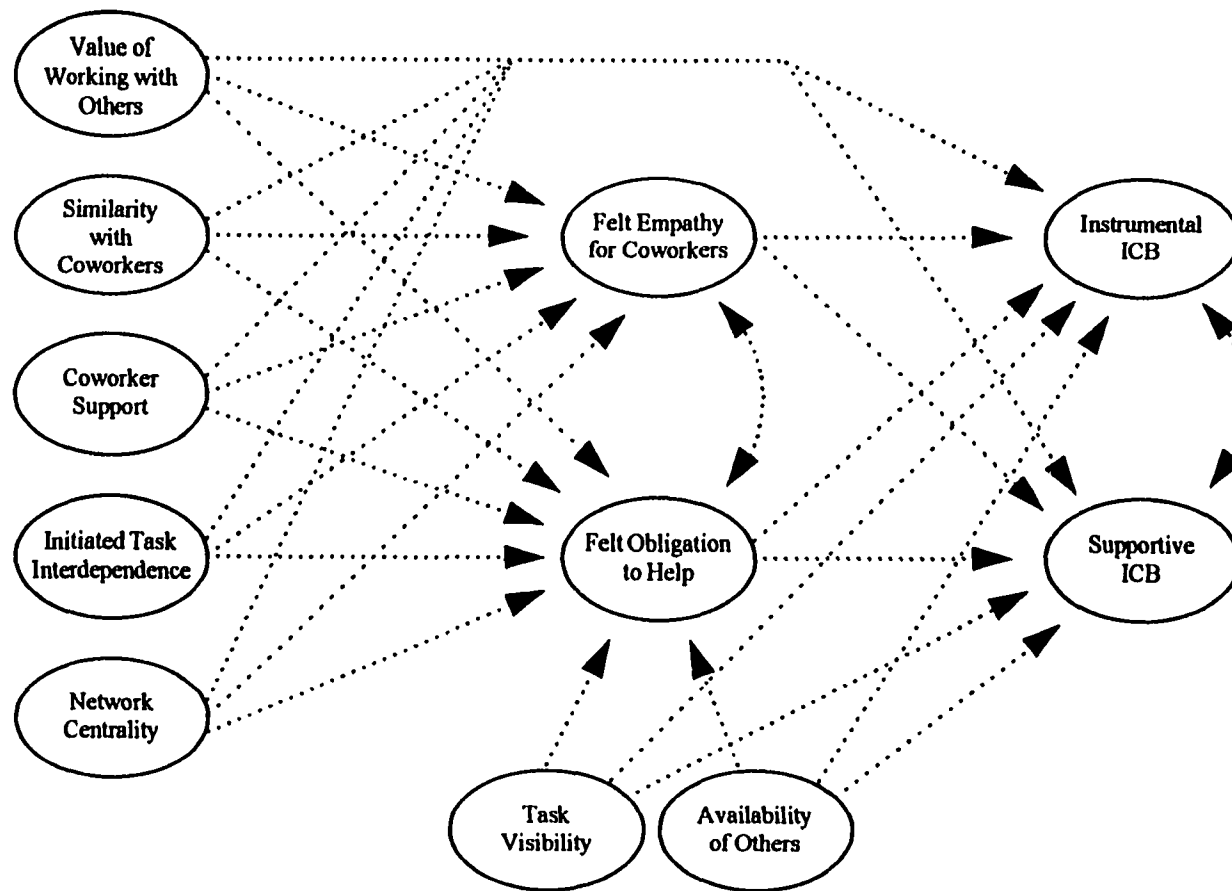 Value of
Working with
Others
Similarity
with
Coworkers
Coworker
Support
Initiated Task
Interdependence
Network
Centrality
Felt Empathy
for Coworkers
Felt Obligation
to Help
Task
Visibility
Availability
of Others
Instrumental
ICB
Supportive
ICB